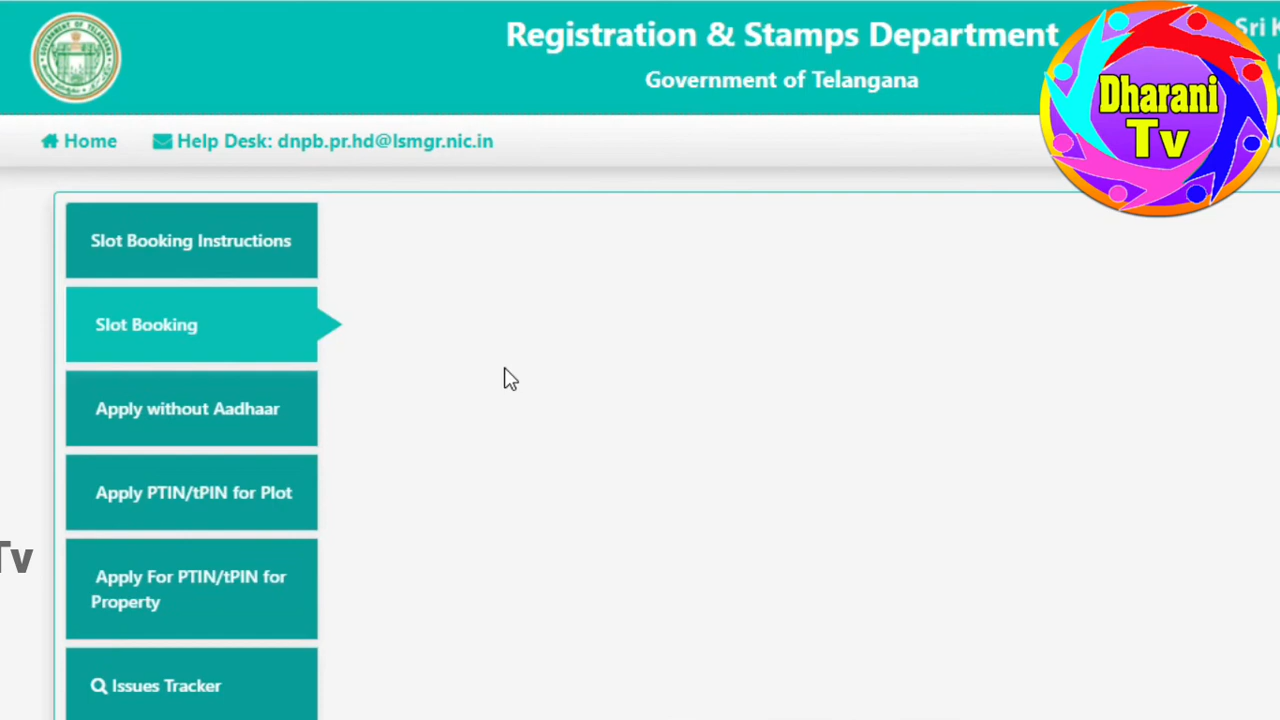 Registration & Stamps Department
Government of Telangana
Sri K
Dharani
Tv
Home
Help Desk: dnpb.pr.hd@lsmgr.nic.in
Slot Booking Instructions
Slot Booking
Apply without Aadhaar
Apply PTIN/tPIN for Plot
Tv
Apply For PTIN/tPIN for
Property
Issues Tracker